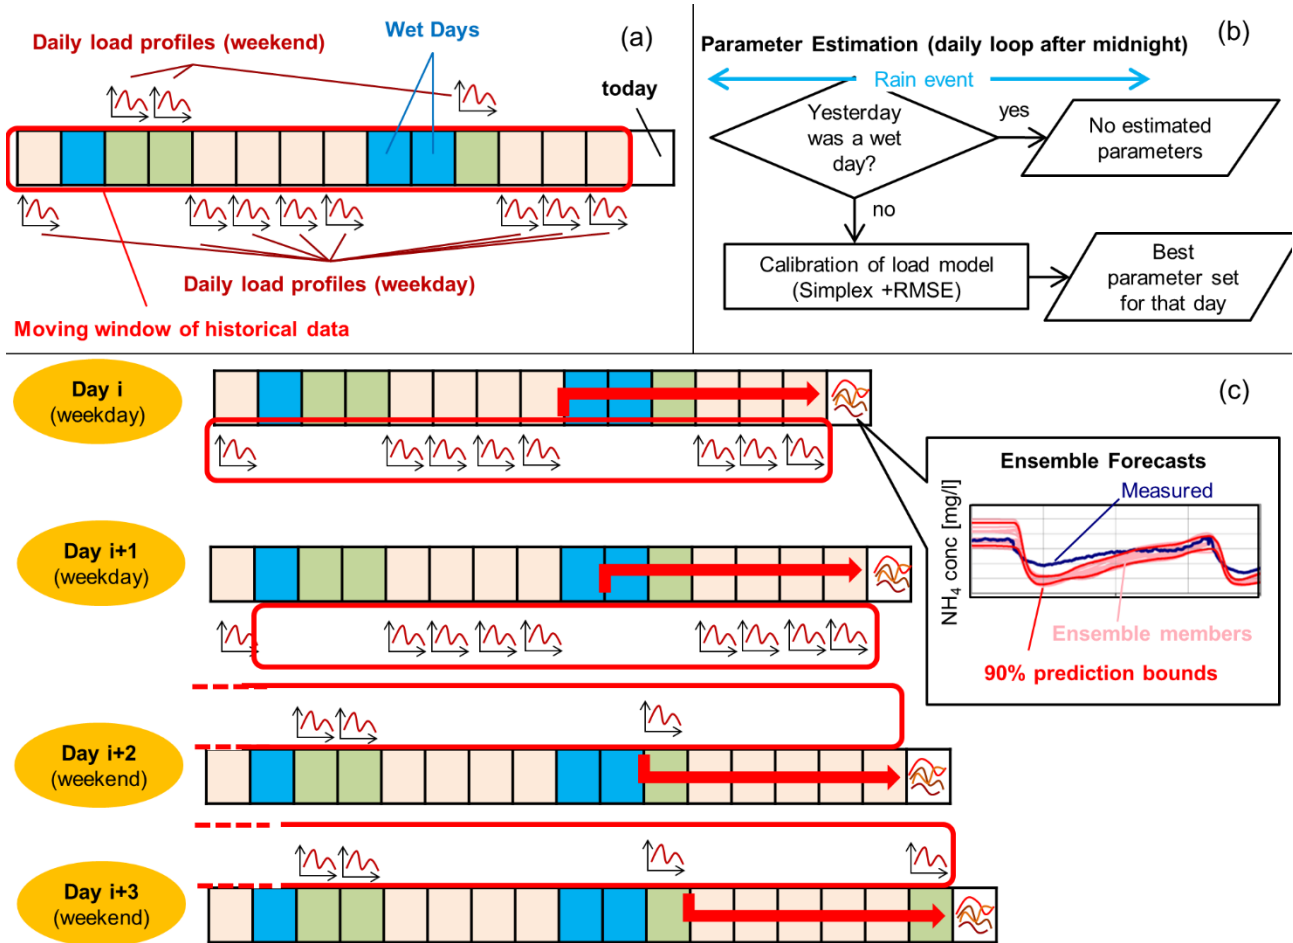 Daily load profiles (weekend)
Wet Days
(a)
today
Daily load profiles (weekday)
Moving window of historical data
(b)
Parameter Estimation (daily loop after midnight)
Rain event
Yesterday
was a wet
day?
yes
No estimated
parameters
no
Calibration of load model
(Simplex +RMSE)
Best
parameter set
for that day
(c)
Day i
(weekday)
Day i+1
(weekday)
Day i+2
(weekend)
Day i+3
(weekend)
Ensemble Forecasts
Measured
NH4 conc [mg/l]
Ensemble members
90% prediction bounds